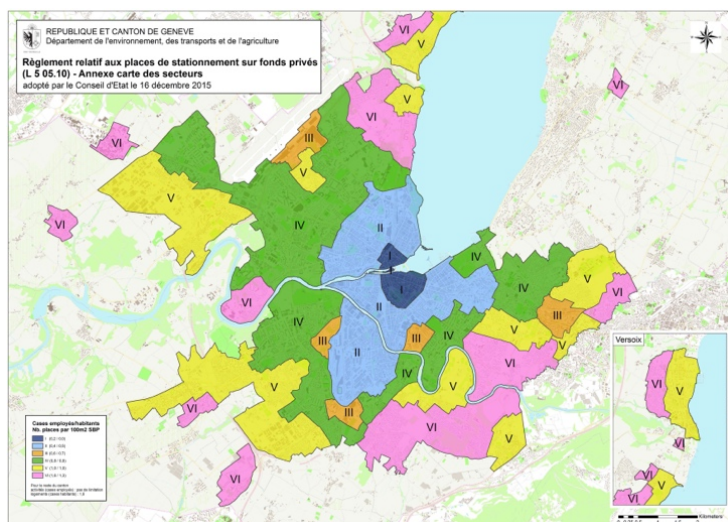 REPUBLIQUE ET CANTON DE GENEVE
Département de l'environnement, des transports et de l'agriculture
Règlement relatif aux places de stationnement sur fonds privés
(L 5 05.10) - Annexe carte des secteurs
adopté par le Conseil d'Etat le 16 décembre 2015
VI
V
V
VI
VI
VI
III
V
V
IV
II
VI
I
I
IV
IV
V
VI
VI
II
III
IV
III
III
IV
V
V
II
VI
IV
V
V
VI
III
V
VI
V
VI
Versoix
VI
V
VI
VI
V
VI
Cases employés/habitants
Nb. places par 100m2 SBP
Kilometers